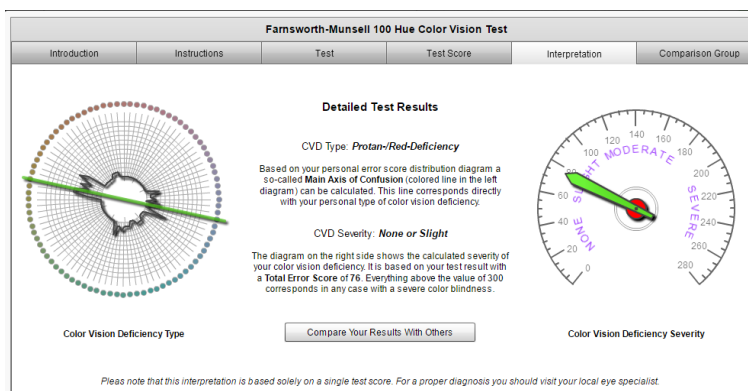 Farnsworth-Munsell 100 Hue Color Vision Test
Introduction
Instructions
Test
Test Score
Interpretation
Comparison Group
Detailed Test Results
CVD Type: Protan-/Red-Deficiency
Based on your personal error score distribution diagram a
so-called Main Axis of Confusion (colored line in the left
diagram) can be calculated. This line corresponds directly
with your personal type of color vision deficiency.
CVD Severity: None or Slight
The diagram on the right side shows the calculated severity of
your color vision deficiency. It is based on your test result with
a Total Error Score of 76. Everything above the value of 300
corresponds in any case with a severe color blindness.
0
20
40
60
100
120
140
160
180
200
220
240
260
280
NONE
MODERATE
SEVERE
Color Vision Deficiency Type
Compare Your Results With Others
Color Vision Deficiency Severity
Pleas note that this interpretation is based solely on a single test score. For a proper diagnosis you should visit your local eye specialist.